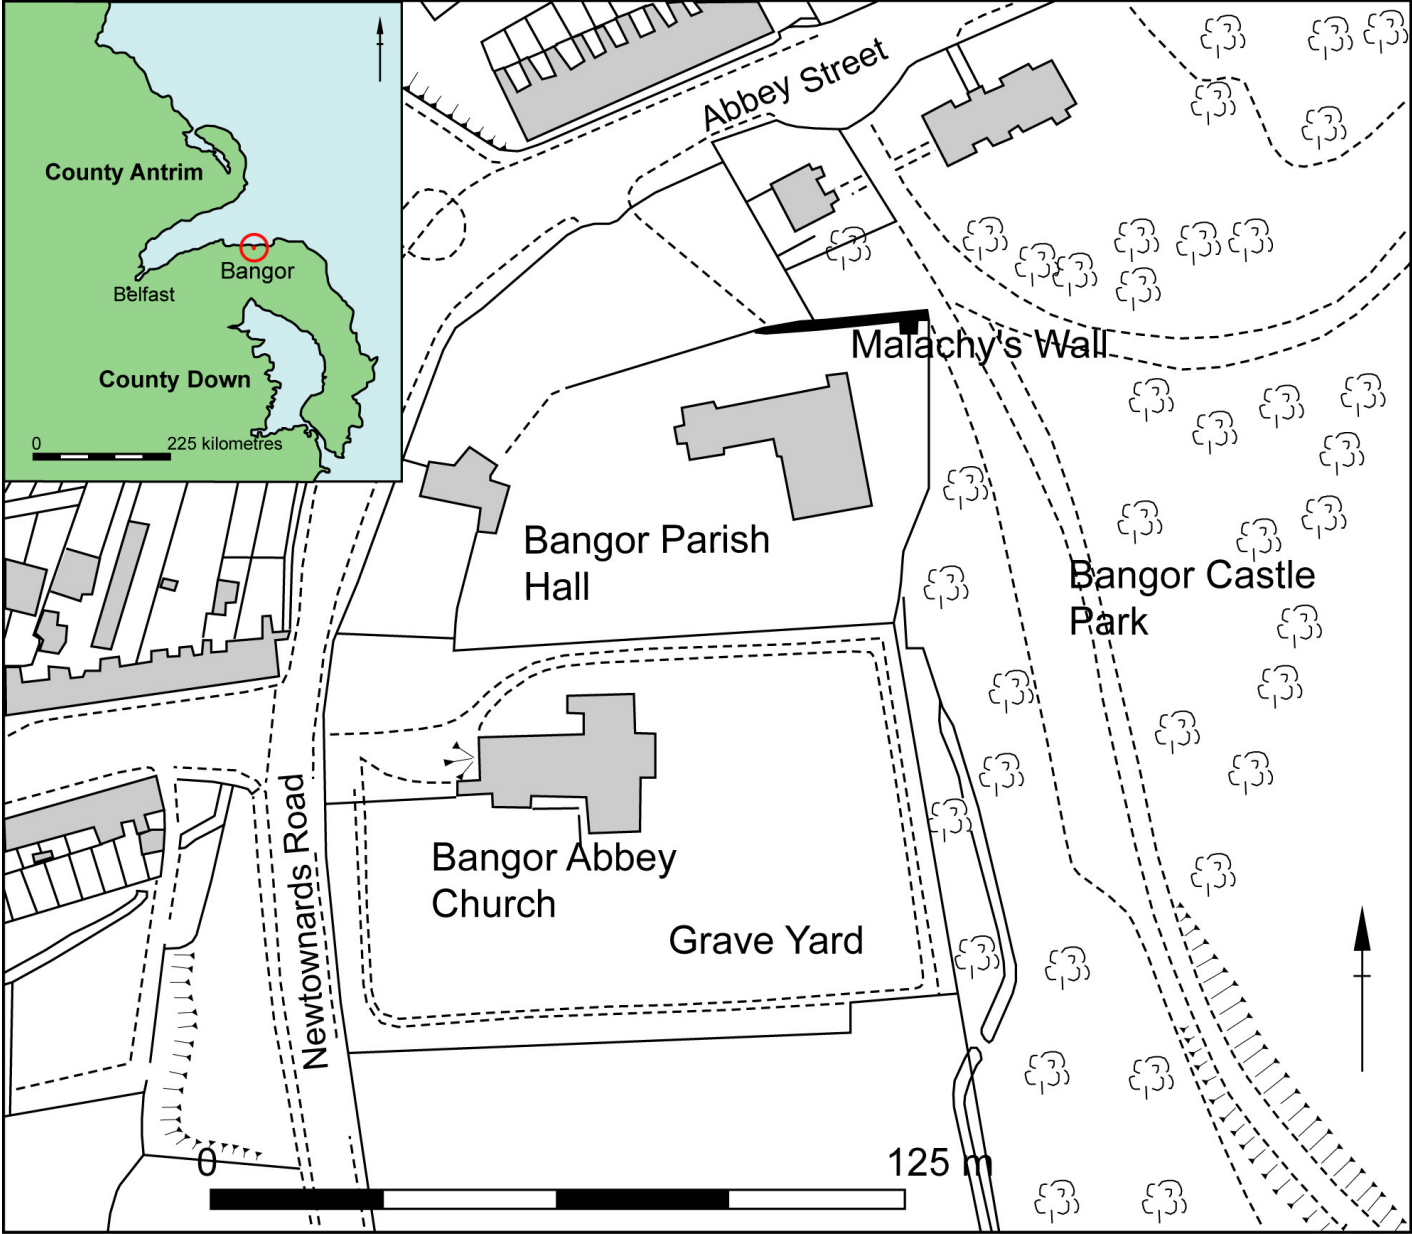 Abbey Street
County Antrim
Bangor
Belfast
County Down
0
225 kilometres
Malachy's Wall
Bangor Parish
Hall
Bangor Castle
Park
Newtownards Road
Bangor Abbey
Church
Grave Yard
0
125 m